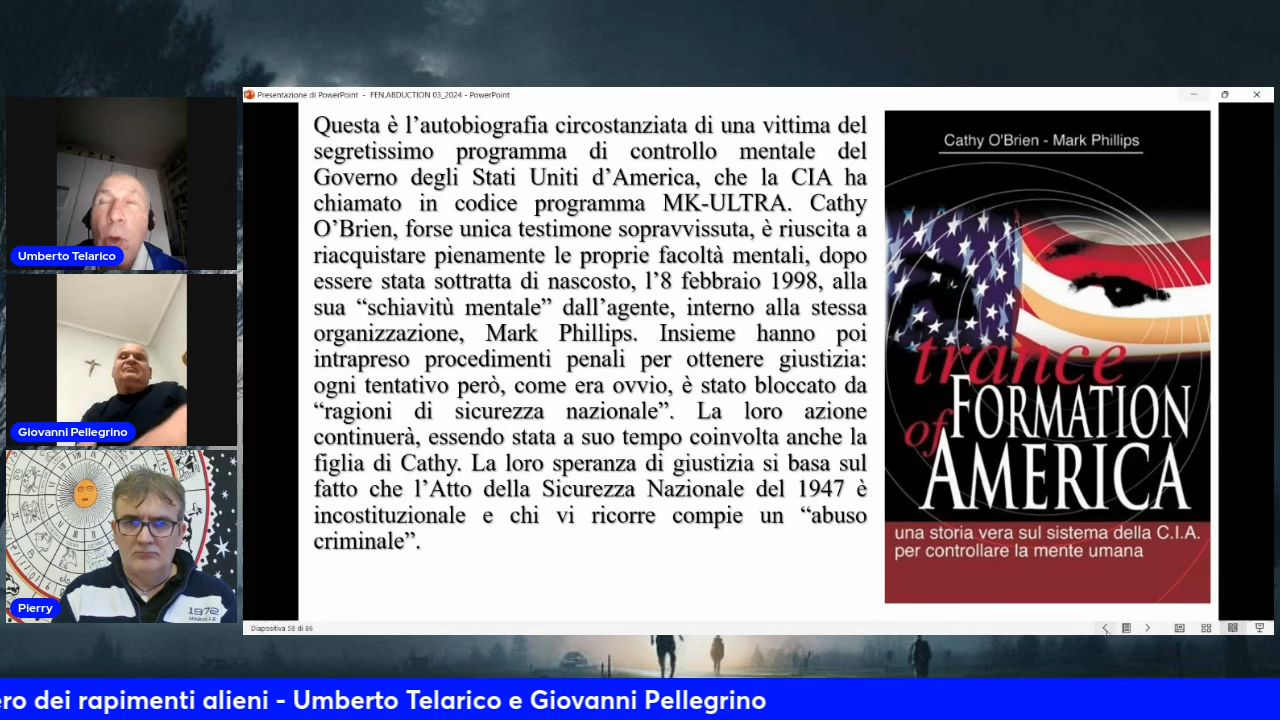 Presentazione di PowerPoint - FEN.ABDUCTION 03_2024 - PowerPoint
Questa è l’autobiografia circostanziata di una vittima del
segretissimo programma di controllo mentale del
Governo degli Stati Uniti d’America, che la CIA ha
chiamato in codice programma MK-ULTRA. Cathy
O’Brien, forse unica testimone sopravvissuta, è riuscita a
riacquistare pienamente le proprie facoltà mentali, dopo
essere stata sottratta di nascosto, l’8 febbraio 1998, alla
sua “schiavitù mentale” dall’agente, interno alla stessa
organizzazione, Mark Phillips. Insieme hanno poi
intrapreso procedimenti penali per ottenere giustizia:
ogni tentativo però, come era ovvio, è stato bloccato da
“ragioni di sicurezza nazionale”. La loro azione
continuerà, essendo stata a suo tempo coinvolta anche la
figlia di Cathy. La loro speranza di giustizia si basa sul
fatto che l’Atto della Sicurezza Nazionale del 1947 è
incostituzionale e chi vi ricorre compie un “abuso
criminale”.
Cathy O'Brien - Mark Phillips
trance
of FORMATION
AMERICA
una storia vera sul sistema della C.I.A.
per controllare la mente umana
Umberto Telarico
Giovanni Pellegrino
Pierry
1972
Diapositiva 58 di 86
ro dei rapimenti alieni - Umberto Telarico e Giovanni Pellegrino